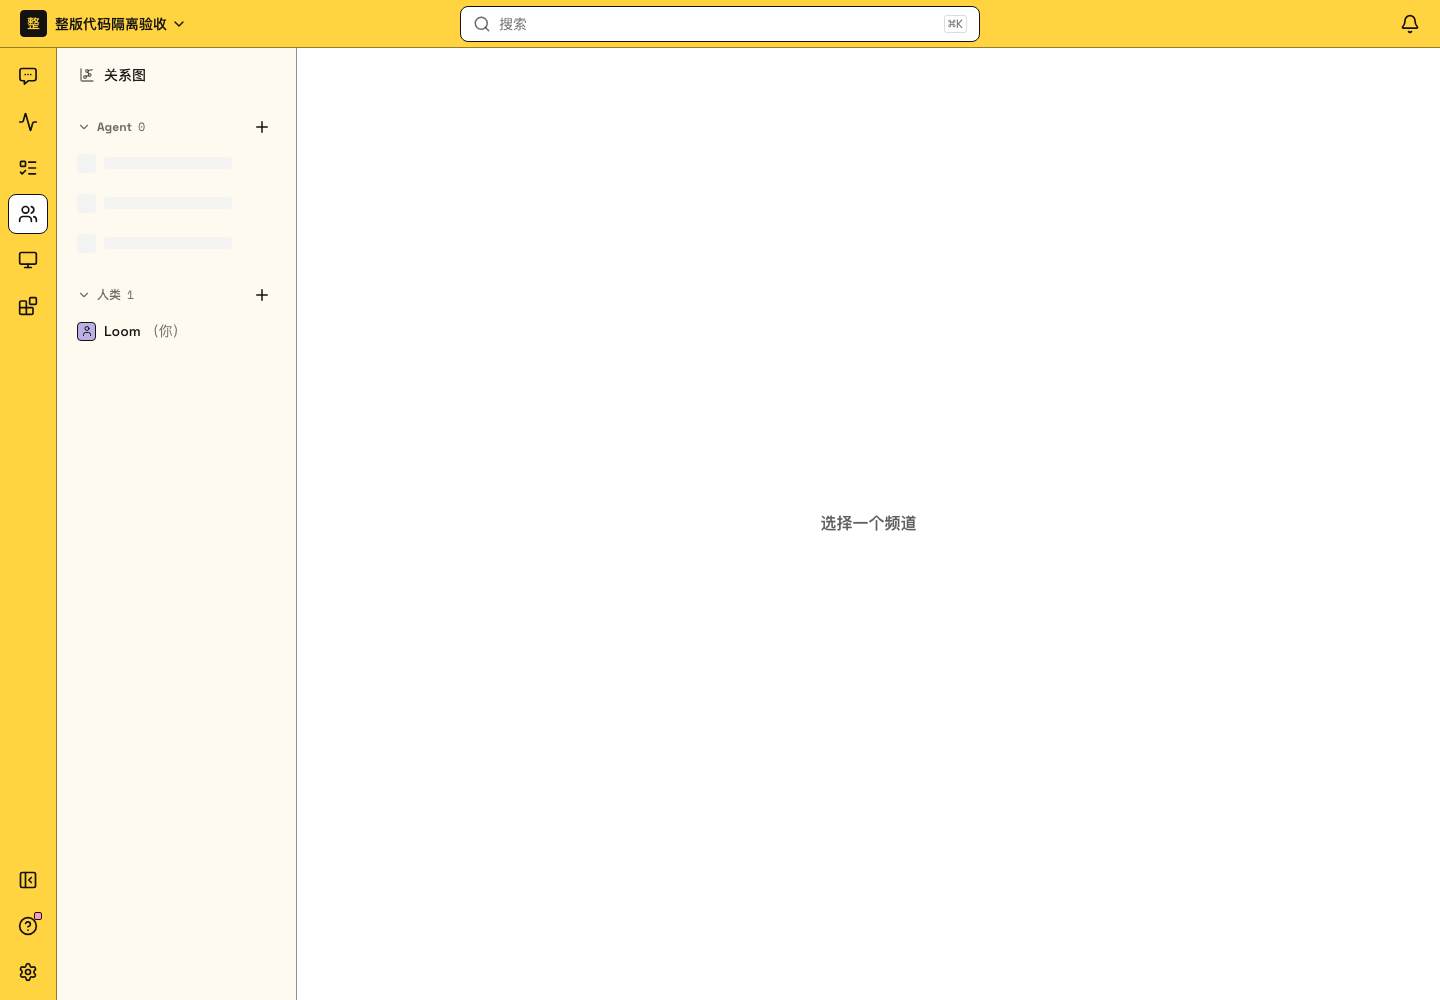 整 整版代码隔离验收
搜索 ⌘K
关系图
Agent 0
人类 1
Loom （你）
选择一个频道